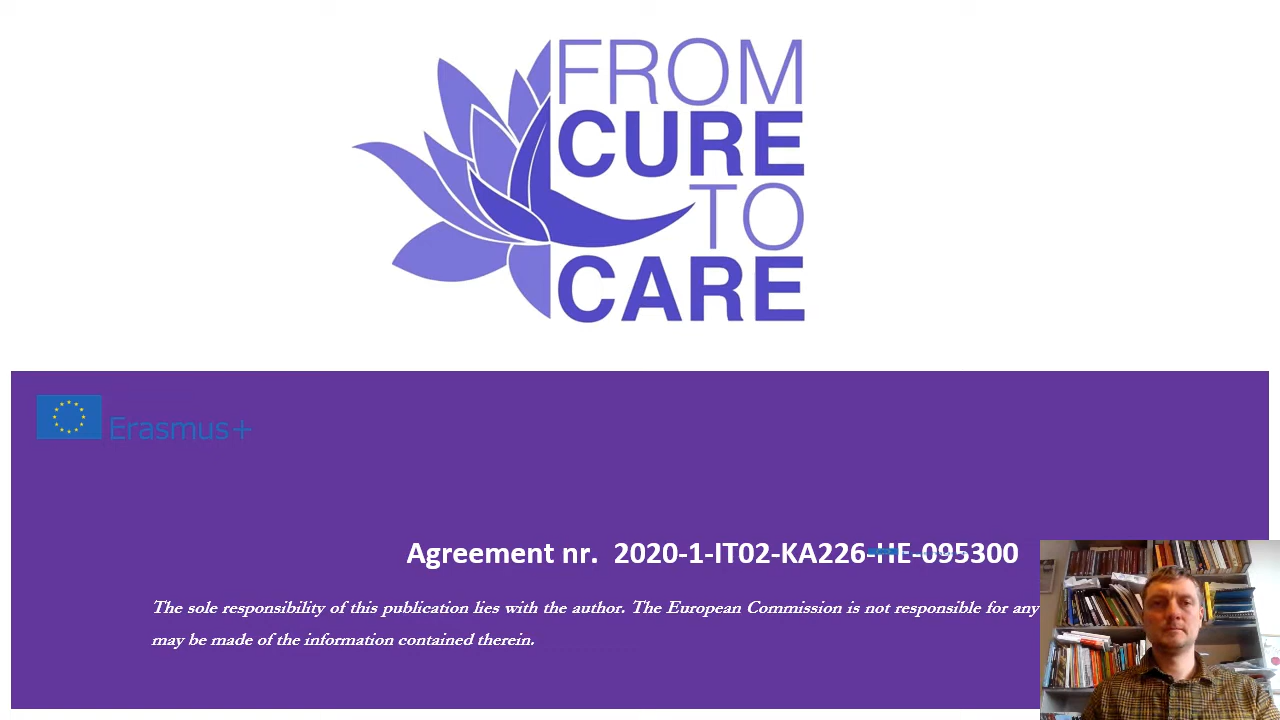 FROM
CURE
TO
CARE
Erasmus+
Agreement nr. 2020-1-IT02-KA226-HE-095300
The sole responsibility of this publication lies with the author. The European Commission is not responsible for any
may be made of the information contained therein.